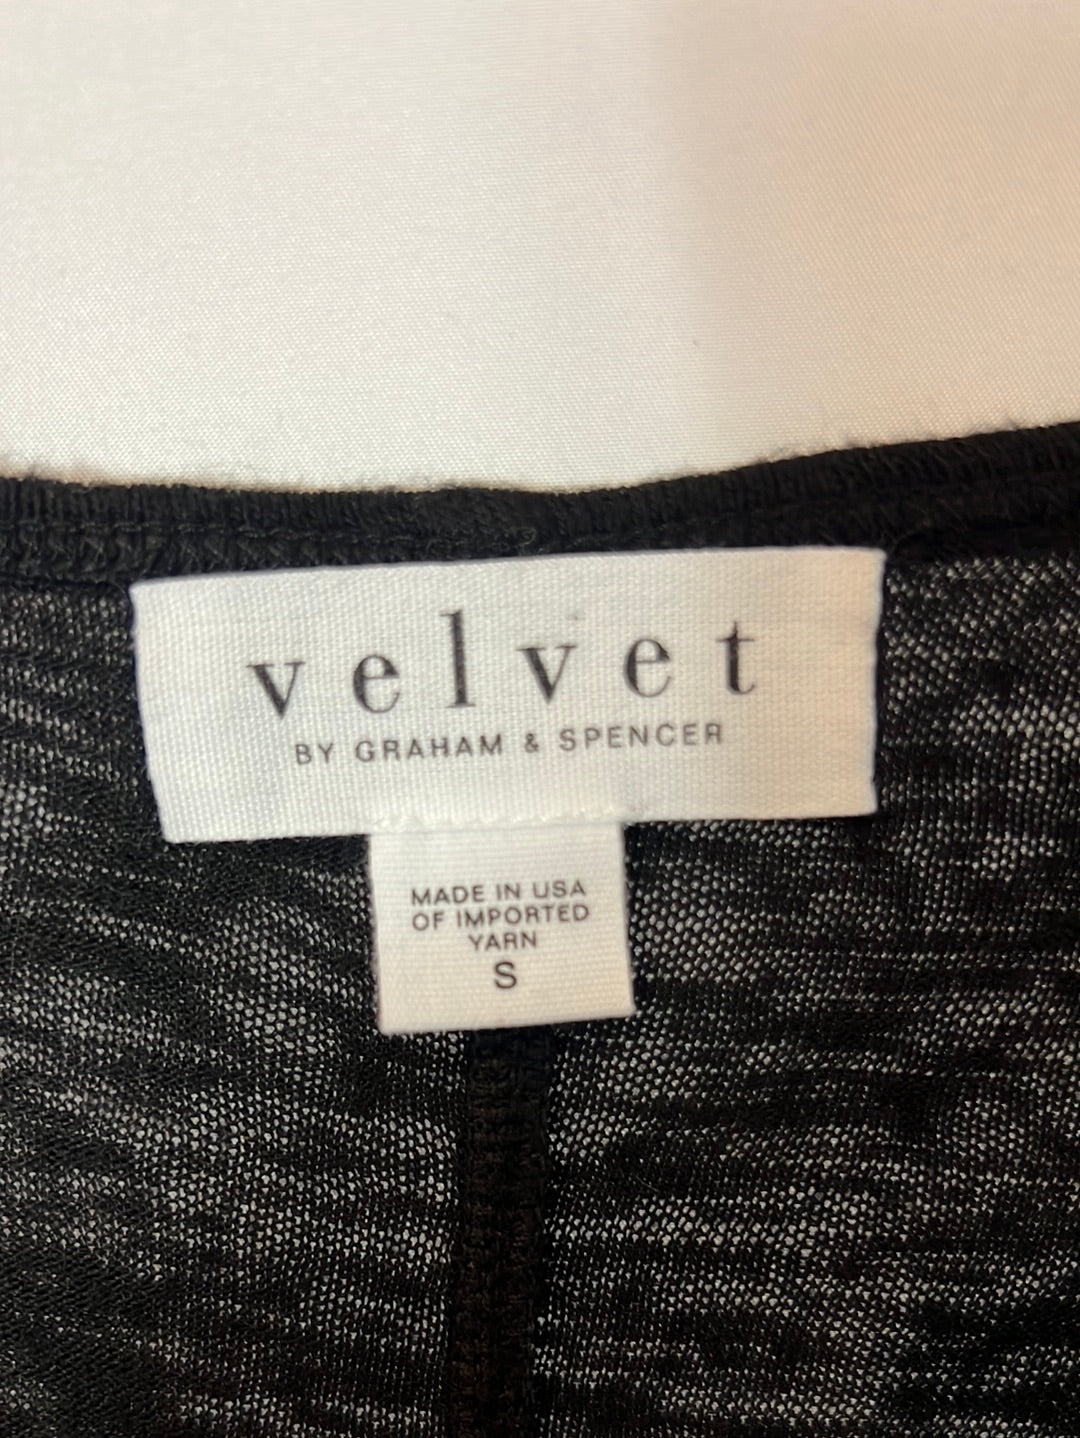 velvet
BY GRAHAM & SPENCER
MADE IN USA
OF IMPORTED
YARN
S